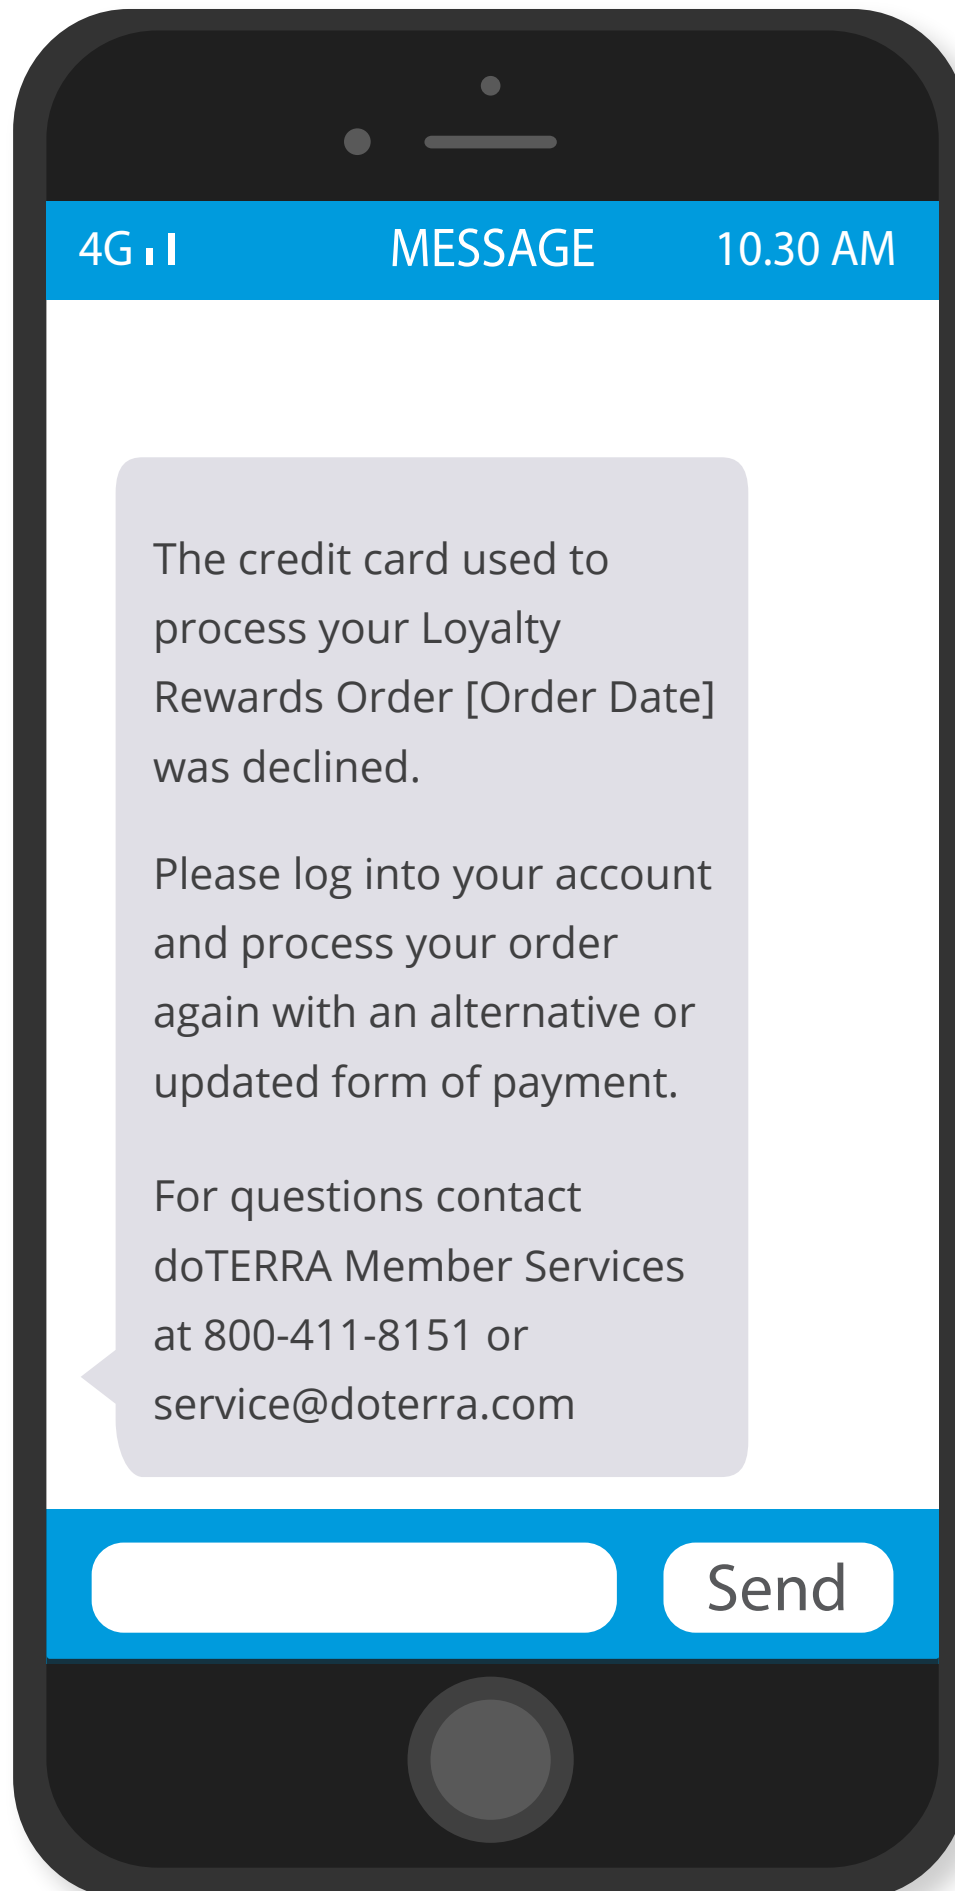 4G MESSAGE 10.30 AM
The credit card used to
process your Loyalty
Rewards Order [Order Date]
was declined.
Please log into your account
and process your order
again with an alternative or
updated form of payment.
For questions contact
doTERRA Member Services
at 800-411-8151 or
service@doterra.com
Send